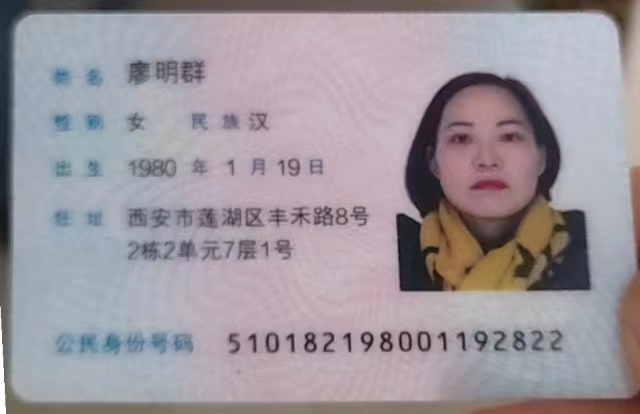 姓名 廖明群
性别 女 民族 汉
出生 1980 年 1 月 19 日
住址 西安市莲湖区丰禾路8号
2栋2单元7层1号
公民身份号码 510182198001192822